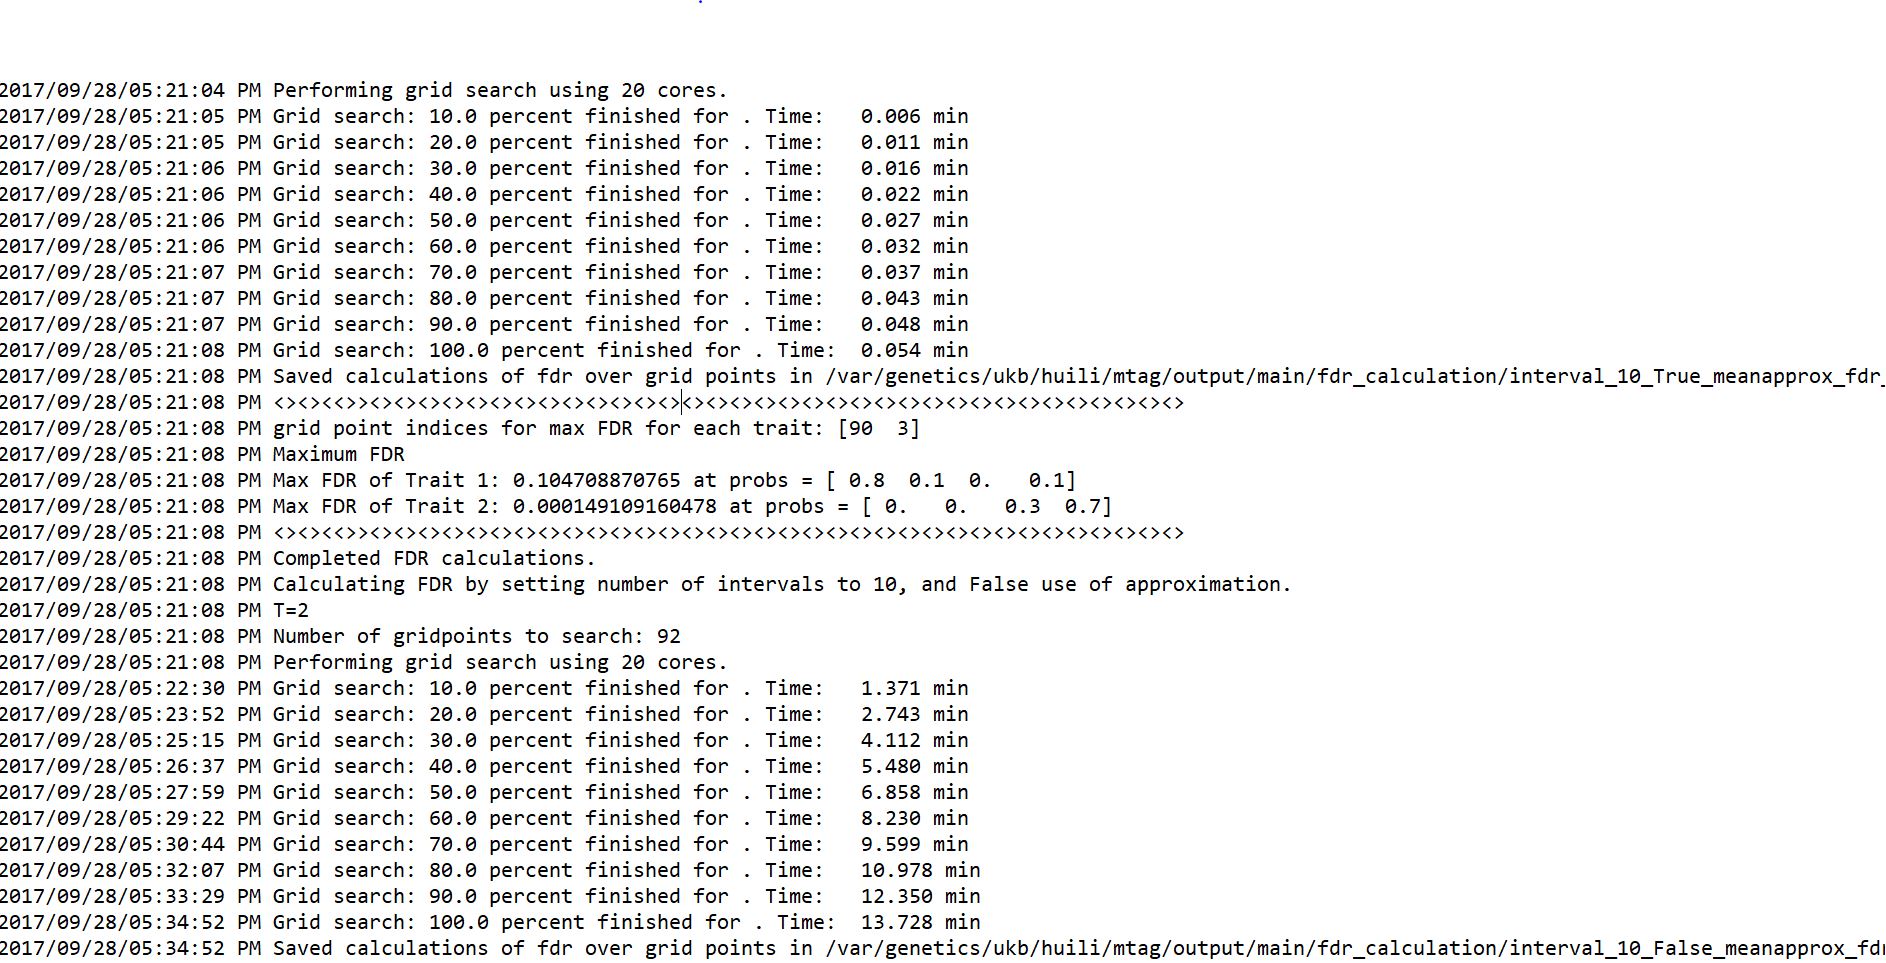 2017/09/28/05:21:04 PM Performing grid search using 20 cores.
2017/09/28/05:21:05 PM Grid search: 10.0 percent finished for . Time:   0.006 min
2017/09/28/05:21:05 PM Grid search: 20.0 percent finished for . Time:   0.011 min
2017/09/28/05:21:06 PM Grid search: 30.0 percent finished for . Time:   0.016 min
2017/09/28/05:21:06 PM Grid search: 40.0 percent finished for . Time:   0.022 min
2017/09/28/05:21:06 PM Grid search: 50.0 percent finished for . Time:   0.027 min
2017/09/28/05:21:06 PM Grid search: 60.0 percent finished for . Time:   0.032 min
2017/09/28/05:21:07 PM Grid search: 70.0 percent finished for . Time:   0.037 min
2017/09/28/05:21:07 PM Grid search: 80.0 percent finished for . Time:   0.043 min
2017/09/28/05:21:07 PM Grid search: 90.0 percent finished for . Time:   0.048 min
2017/09/28/05:21:08 PM Grid search: 100.0 percent finished for . Time:  0.054 min
2017/09/28/05:21:08 PM Saved calculations of fdr over grid points in /var/genetics/ukb/huili/mtag/output/main/fdr_calculation/interval_10_True_meanapprox_fdr_
2017/09/28/05:21:08 PM <><><<>><><><><><><><><><><><><><><><><><><><><><><><><><><><><><><><><><><>
2017/09/28/05:21:08 PM grid point indices for max FDR for each trait: [90  3]
2017/09/28/05:21:08 PM Maximum FDR
2017/09/28/05:21:08 PM Max FDR of Trait 1: 0.104708870765 at probs = [ 0.8  0.1  0.   0.1]
2017/09/28/05:21:08 PM Max FDR of Trait 2: 0.000149109160478 at probs = [ 0.   0.   0.3  0.7]
2017/09/28/05:21:08 PM <><><<>><><><><><><><><><><><><><><><><><><><><><><><><><><><><><><><><><><>
2017/09/28/05:21:08 PM Completed FDR calculations.
2017/09/28/05:21:08 PM Calculating FDR by setting number of intervals to 10, and False use of approximation.
2017/09/28/05:21:08 PM T=2
2017/09/28/05:21:08 PM Number of gridpoints to search: 92
2017/09/28/05:21:08 PM Performing grid search using 20 cores.
2017/09/28/05:22:30 PM Grid search: 10.0 percent finished for . Time:   1.371 min
2017/09/28/05:23:52 PM Grid search: 20.0 percent finished for . Time:   2.743 min
2017/09/28/05:25:15 PM Grid search: 30.0 percent finished for . Time:   4.112 min
2017/09/28/05:26:37 PM Grid search: 40.0 percent finished for . Time:   5.480 min
2017/09/28/05:27:59 PM Grid search: 50.0 percent finished for . Time:   6.858 min
2017/09/28/05:29:22 PM Grid search: 60.0 percent finished for . Time:   8.230 min
2017/09/28/05:30:44 PM Grid search: 70.0 percent finished for . Time:   9.599 min
2017/09/28/05:32:07 PM Grid search: 80.0 percent finished for . Time:   10.978 min
2017/09/28/05:33:29 PM Grid search: 90.0 percent finished for . Time:   12.350 min
2017/09/28/05:34:52 PM Grid search: 100.0 percent finished for . Time:  13.728 min
2017/09/28/05:34:52 PM Saved calculations of fdr over grid points in /var/genetics/ukb/huili/mtag/output/main/fdr_calculation/interval_10_False_meanapprox_fdr